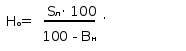 Hₒ= Sₙ· 100 .
100 - Bₙ